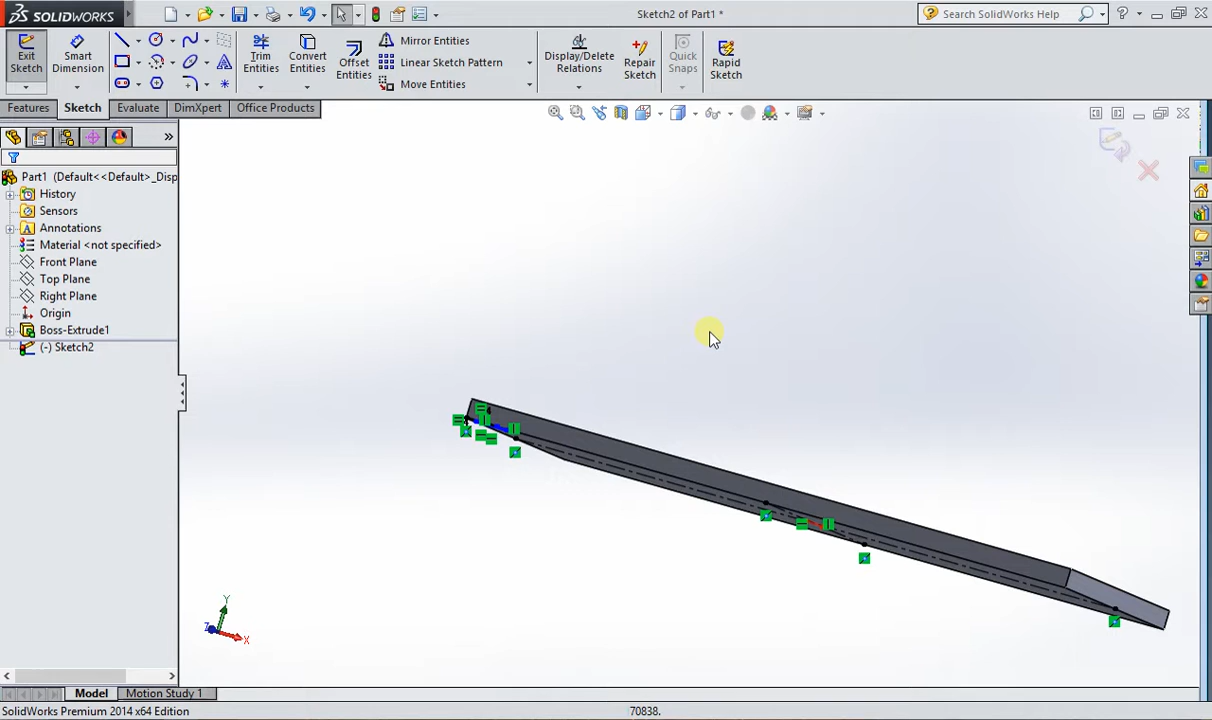 SOLIDWORKS
Sketch2 of Part1 *
Search SolidWorks Help
Exit Sketch
Smart Dimension
Trim Entities
Convert Entities
Offset Entities
Mirror Entities
Linear Sketch Pattern
Move Entities
Display/Delete Relations
Repair Sketch
Quick Snaps
Rapid Sketch
Features
Sketch
Evaluate
DimXpert
Office Products
Part1 (Default<<Default>_Disp
History
Sensors
Annotations
Material <not specified>
Front Plane
Top Plane
Right Plane
Origin
Boss-Extrude1
(-) Sketch2
Y
Z
X
Model
Motion Study 1
SolidWorks Premium 2014 x64 Edition
70838.